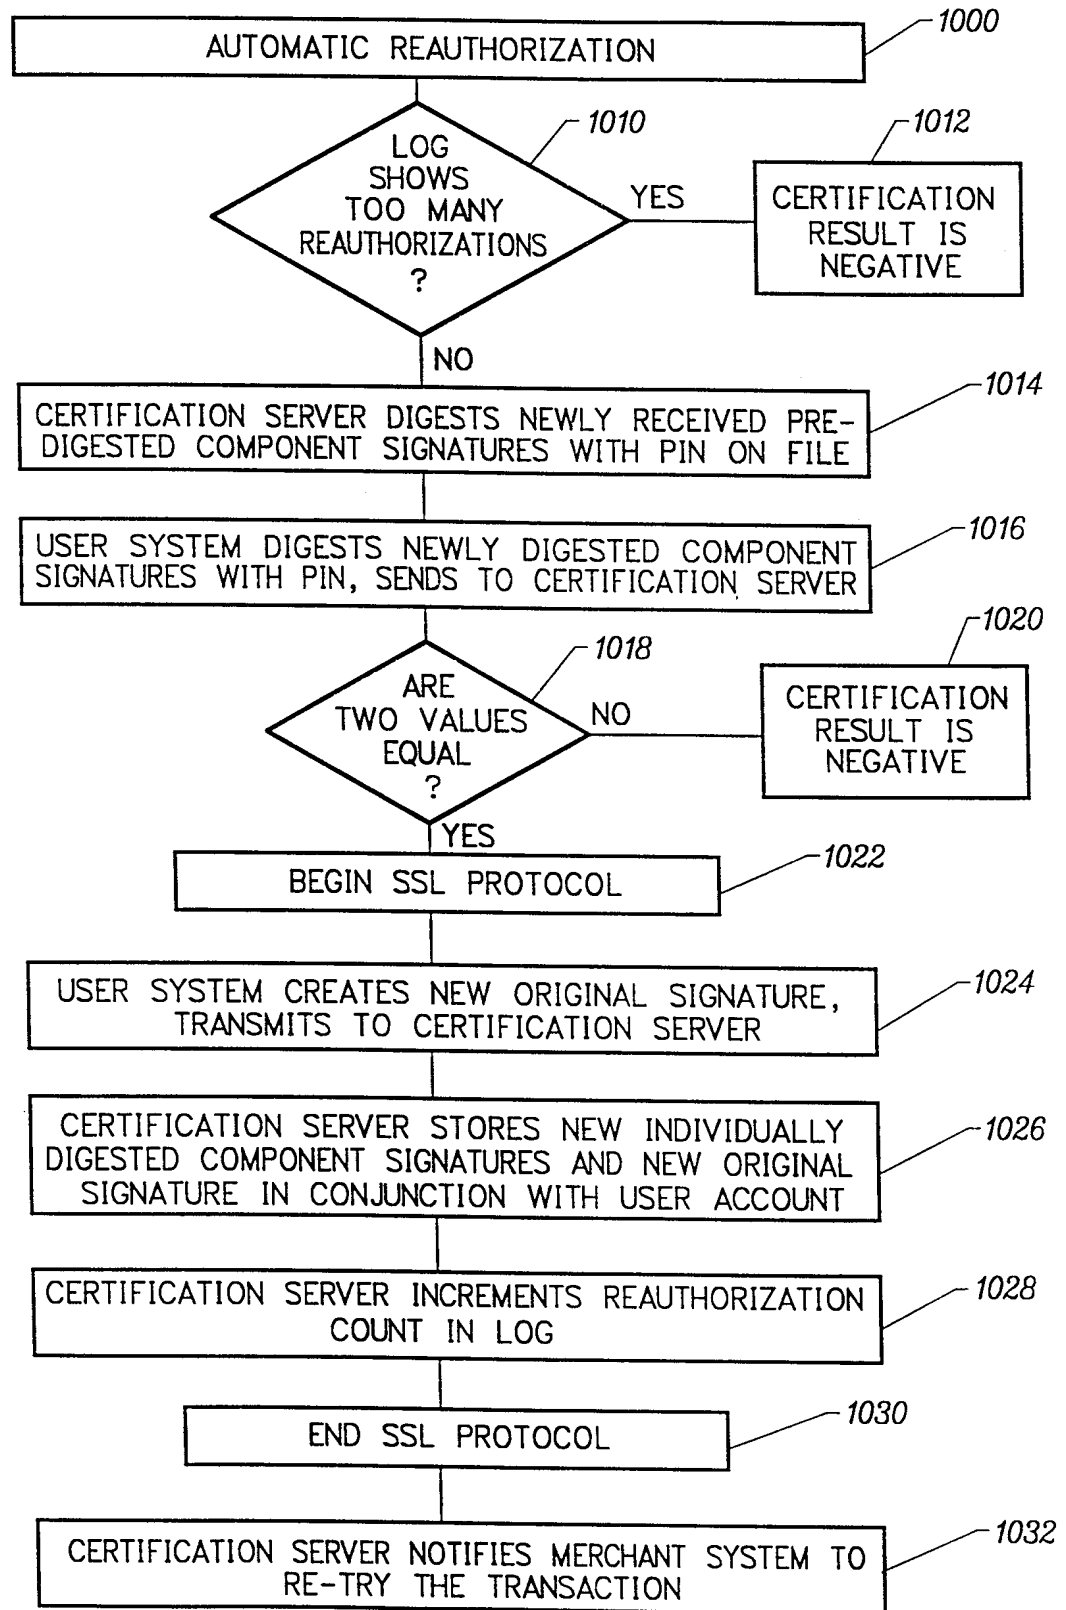 1000
AUTOMATIC REAUTHORIZATION
1010
LOG
SHOWS
TOO MANY
REAUTHORIZATIONS
?
YES
1012
CERTIFICATION
RESULT IS
NEGATIVE
NO
1014
CERTIFICATION SERVER DIGESTS NEWLY RECEIVED PRE-
DIGESTED COMPONENT SIGNATURES WITH PIN ON FILE
1016
USER SYSTEM DIGESTS NEWLY DIGESTED COMPONENT
SIGNATURES WITH PIN, SENDS TO CERTIFICATION SERVER
1018
ARE
TWO VALUES
EQUAL
?
NO
1020
CERTIFICATION
RESULT IS
NEGATIVE
YES
1022
BEGIN SSL PROTOCOL
1024
USER SYSTEM CREATES NEW ORIGINAL SIGNATURE,
TRANSMITS TO CERTIFICATION SERVER
1026
CERTIFICATION SERVER STORES NEW INDIVIDUALLY
DIGESTED COMPONENT SIGNATURES AND NEW ORIGINAL
SIGNATURE IN CONJUNCTION WITH USER ACCOUNT
1028
CERTIFICATION SERVER INCREMENTS REAUTHORIZATION
COUNT IN LOG
1030
END SSL PROTOCOL
1032
CERTIFICATION SERVER NOTIFIES MERCHANT SYSTEM TO
RE-TRY THE TRANSACTION